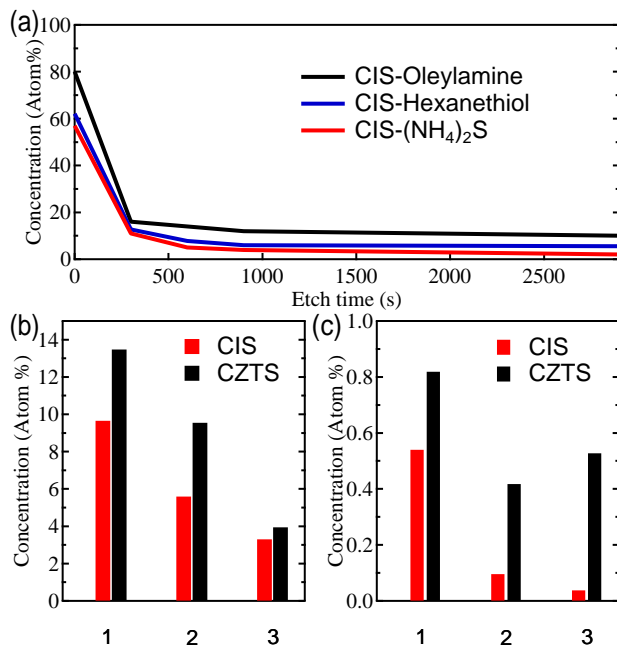 (a)
100
80
60
40
20
0
Concentration (Atom%)
CIS-Oleylamine
CIS-Hexanethiol
CIS-(NH₄)₂S
0 500 1000 1500 2000 2500
Etch time (s)
(b)
14
12
10
8
6
4
2
0
Concentration (Atom %)
CIS
CZTS
1 2 3
(c)
1.0
0.8
0.6
0.4
0.2
0.0
Concentration (Atom %)
CIS
CZTS
1 2 3